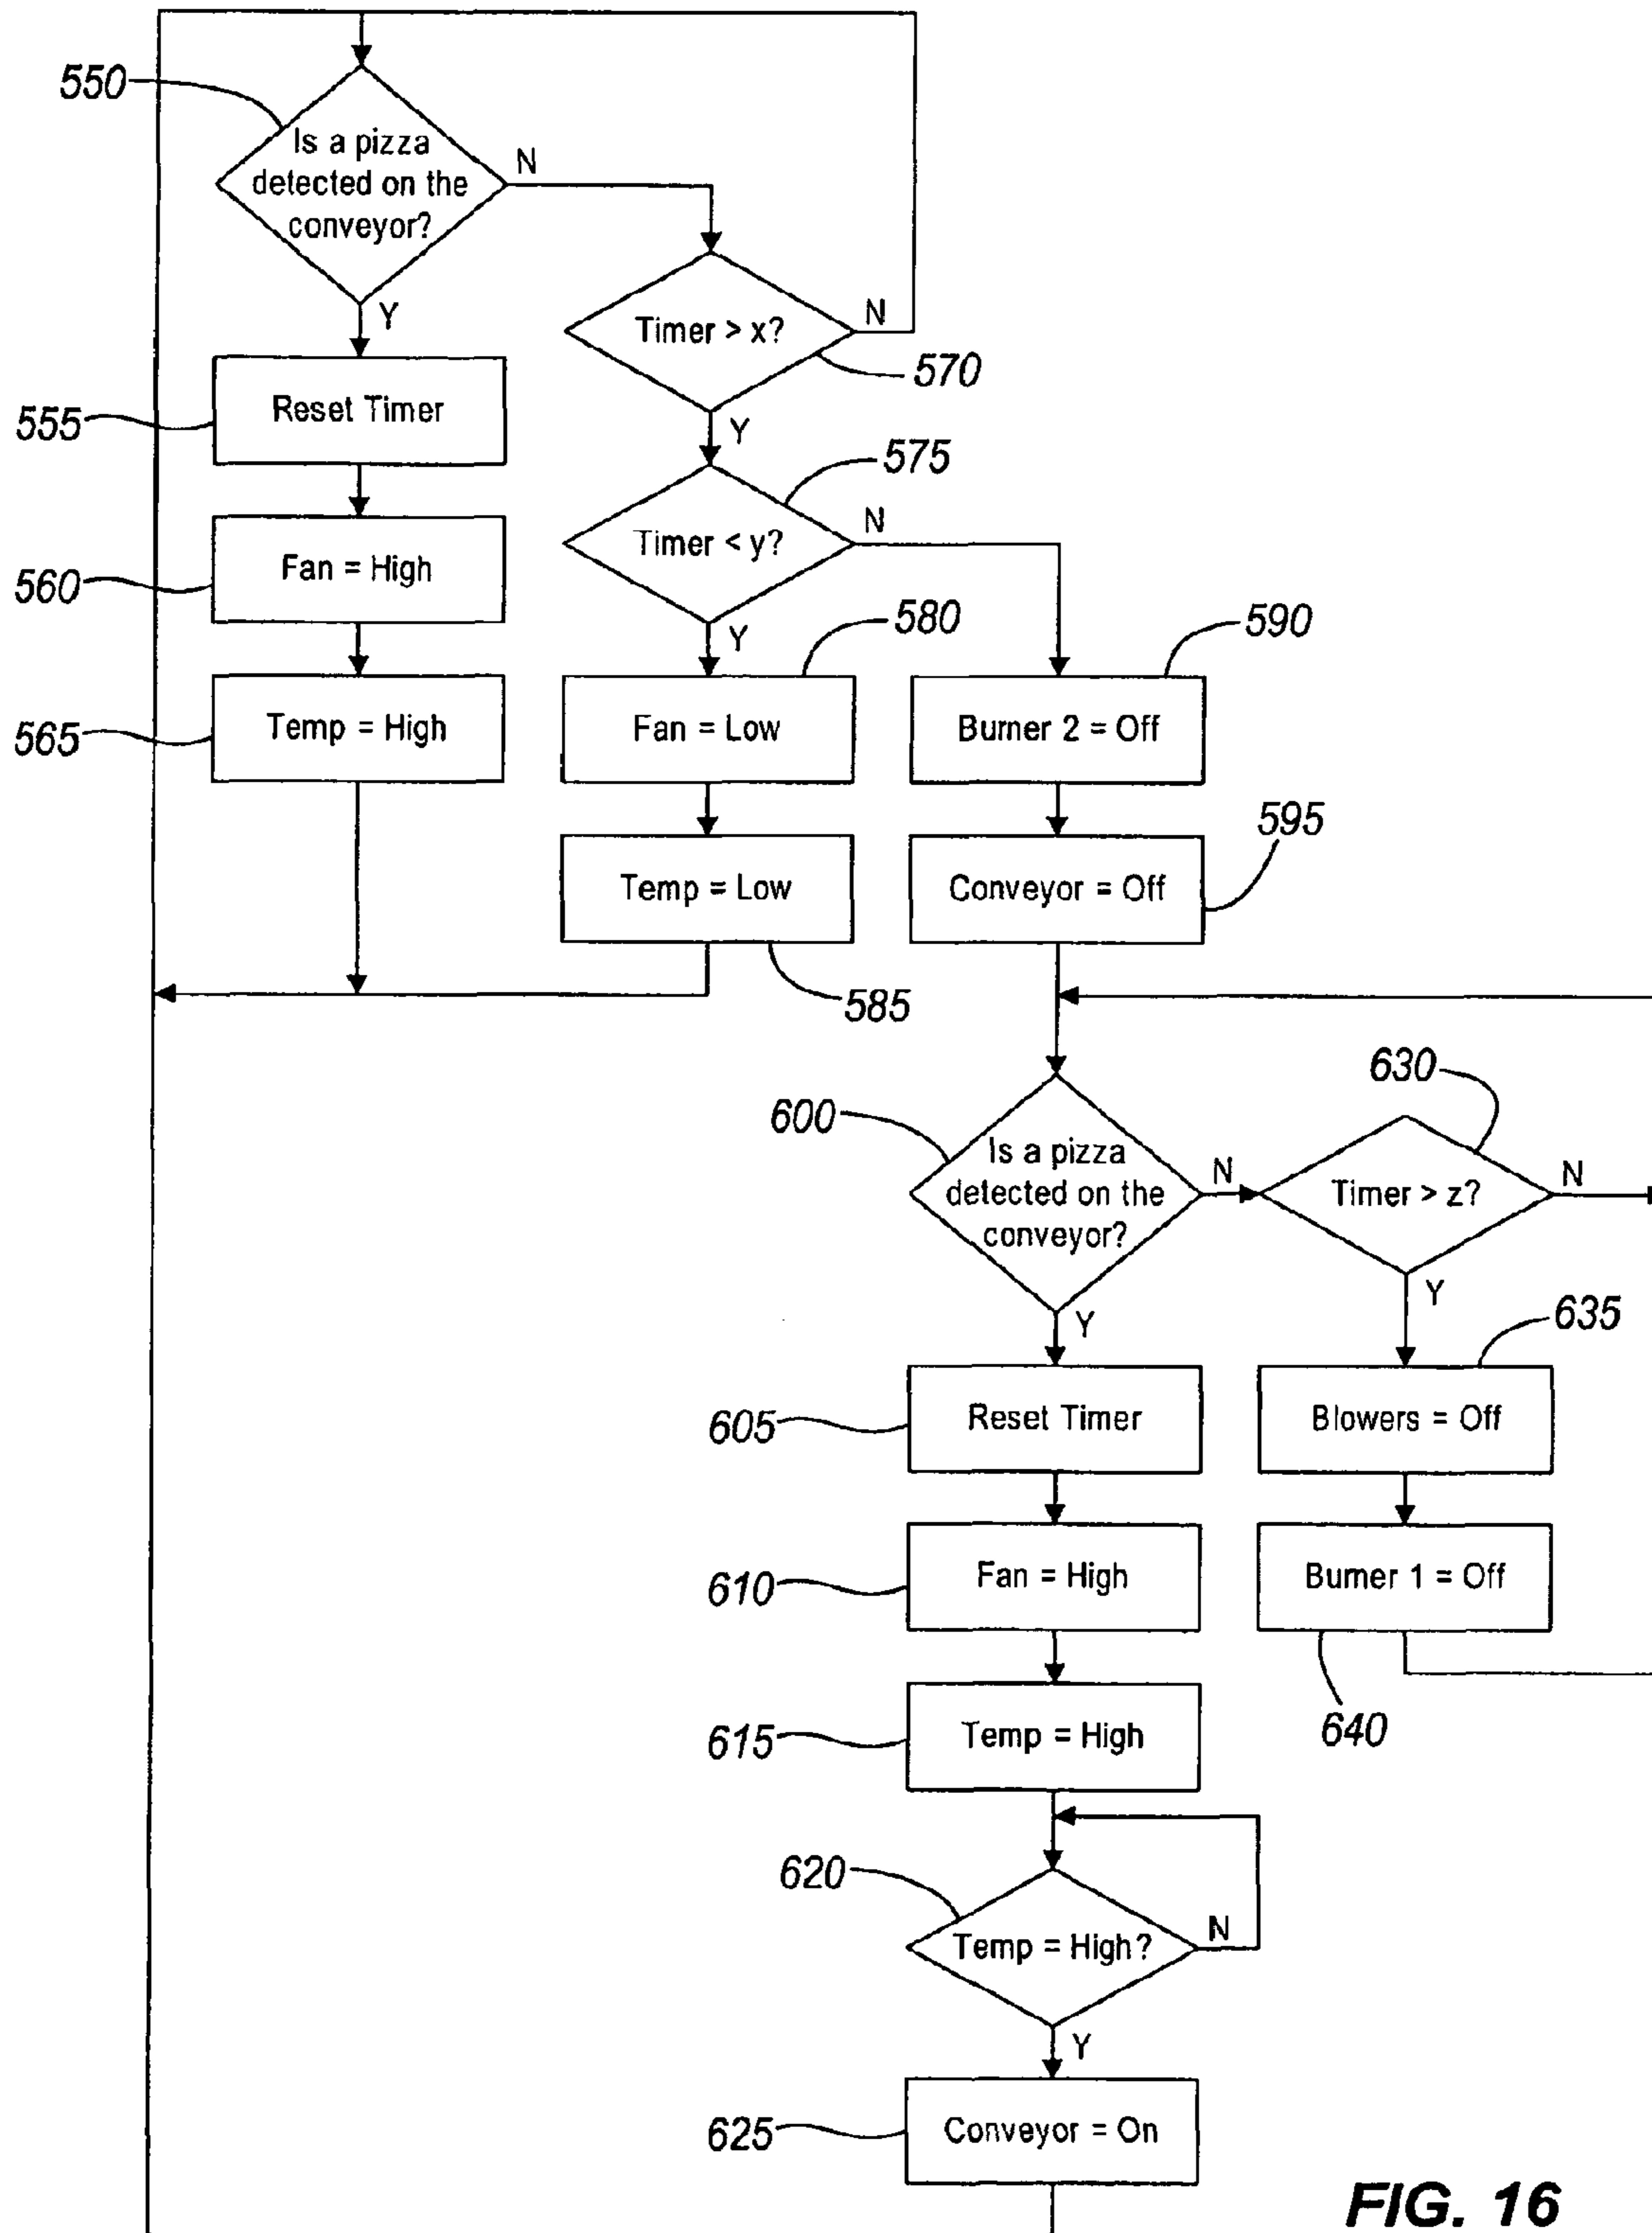 550
Is a pizza
detected on the
conveyor?
N
Y
Timer > x?
N
570
Y
555
Reset Timer
575
Timer < y?
N
Y
560
Fan = High
580
590
565
Temp = High
Fan = Low
Burner 2 = Off
595
Temp = Low
Conveyor = Off
585
630
600
Is a pizza
detected on the
conveyor?
N
Timer > z?
N
Y
Y
635
605
Reset Timer
Blowers = Off
610
Fan = High
Burner 1 = Off
640
615
Temp = High
620
Temp = High?
N
Y
625
Conveyor = On
FIG. 16